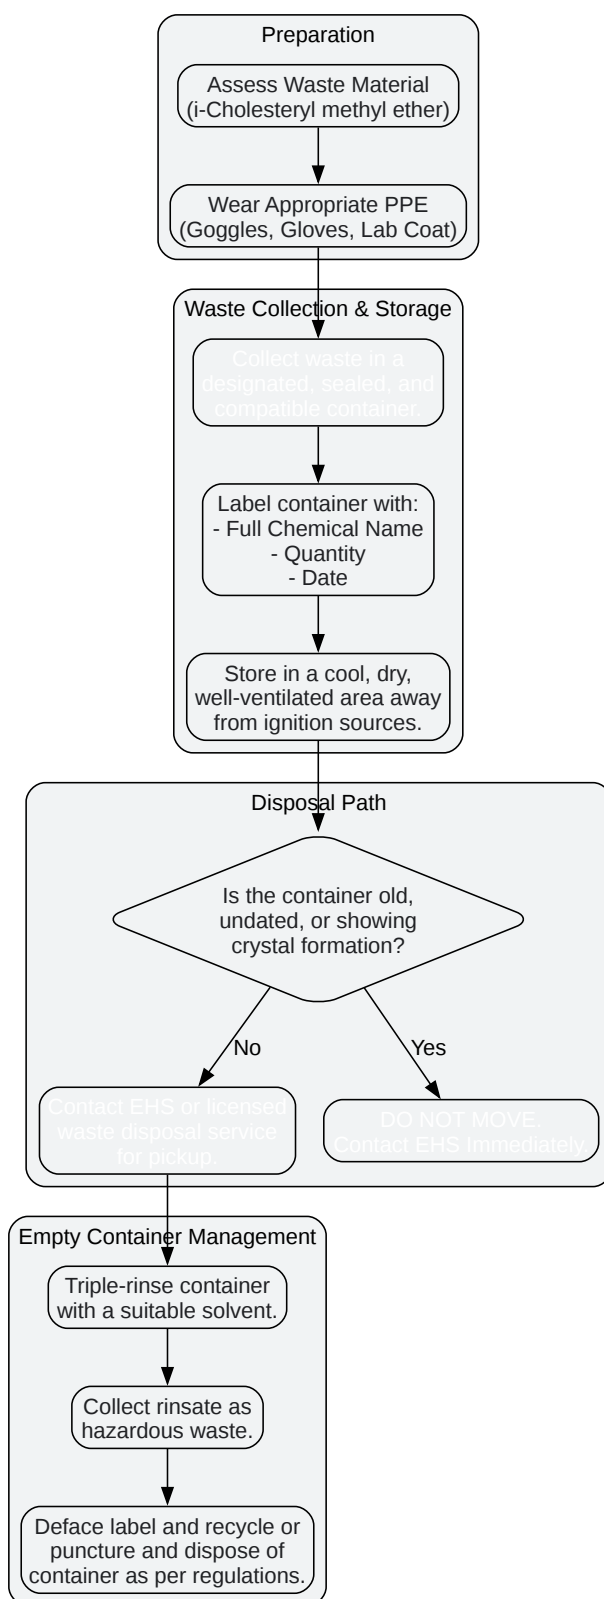 Preparation
Assess Waste Material
(i-Cholesteryl methyl ether)
Wear Appropriate PPE
(Goggles, Gloves, Lab Coat)
Waste Collection & Storage
Collect waste in a
designated, sealed, and
compatible container.
Label container with:
- Full Chemical Name
- Quantity
- Date
Store in a cool, dry,
well-ventilated area away
from ignition sources.
Disposal Path
Is the container old,
undated, or showing
crystal formation?
No
Yes
Contact EHS or licensed
waste disposal service
for pickup.
DO NOT MOVE.
Contact EHS Immediately.
Empty Container Management
Triple-rinse container
with a suitable solvent.
Collect rinsate as
hazardous waste.
Deface label and recycle or
puncture and dispose of
container as per regulations.